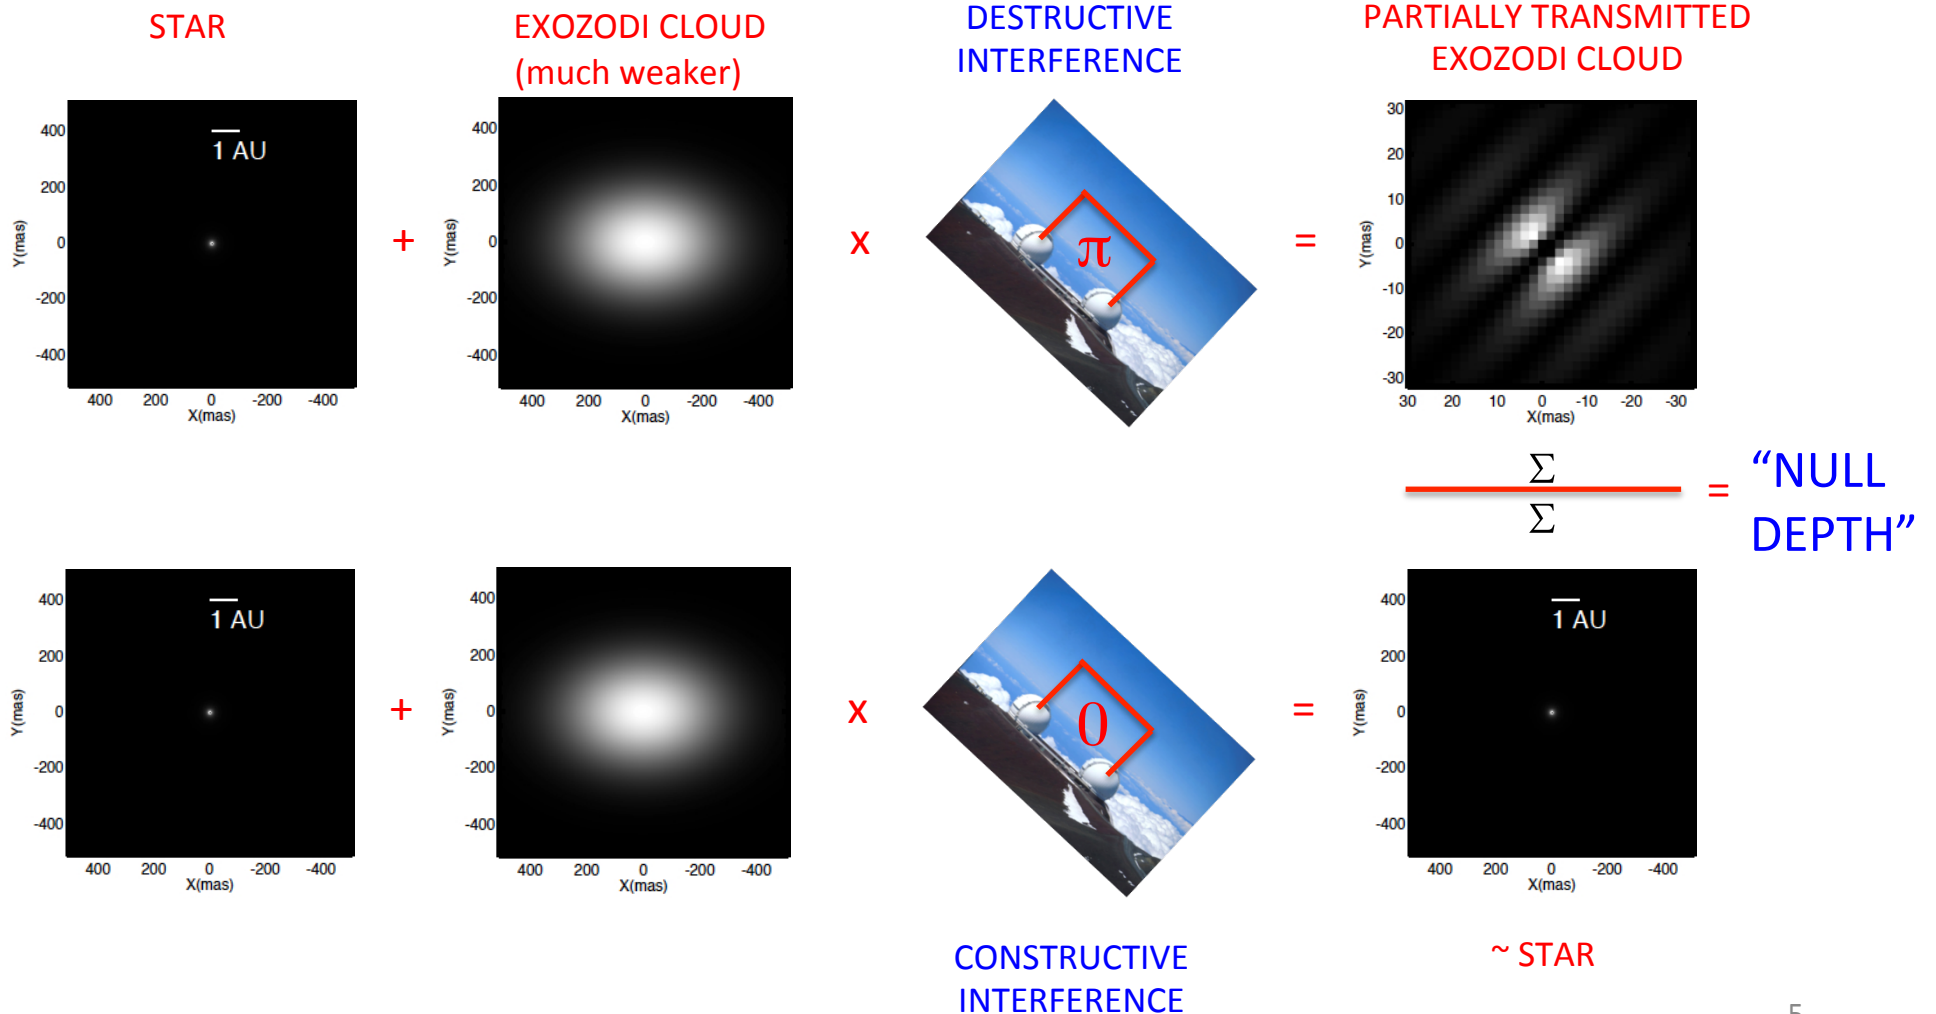 STAR
EXOZODI CLOUD
(much weaker)
DESTRUCTIVE
INTERFERENCE
PARTIALLY TRANSMITTED
EXOZODI CLOUD
400
200
0
-200
-400
Y(mas)
1 AU
400 200 0 -200 -400
X(mas)
+
400
200
0
-200
-400
Y(mas)
400 200 0 -200 -400
X(mas)
x
π
=
30
20
10
0
-10
-20
-30
Y(mas)
30 20 10 0 -10 -20 -30
X(mas)
Σ
Σ
=
“NULL
DEPTH”
400
200
0
-200
-400
Y(mas)
1 AU
400 200 0 -200 -400
X(mas)
+
400
200
0
-200
-400
Y(mas)
400 200 0 -200 -400
X(mas)
x
0
=
400
200
0
-200
-400
Y(mas)
1 AU
400 200 0 -200 -400
X(mas)
CONSTRUCTIVE
INTERFERENCE
~ STAR